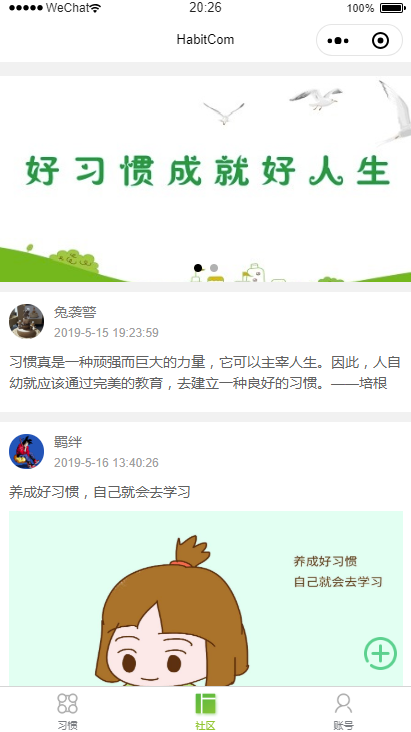 WeChat 20:26 100%
HabitCom
好习惯成就好人生
兔袭警
2019-5-15 19:23:59
习惯真是一种顽强而巨大的力量，它可以主宰人生。因此，人自
幼就应该通过完美的教育，去建立一种良好的习惯。——培根
羁绊
2019-5-16 13:40:26
养成好习惯，自己就会去学习
养成好习惯
自己就会去学习
习惯 社区 账号